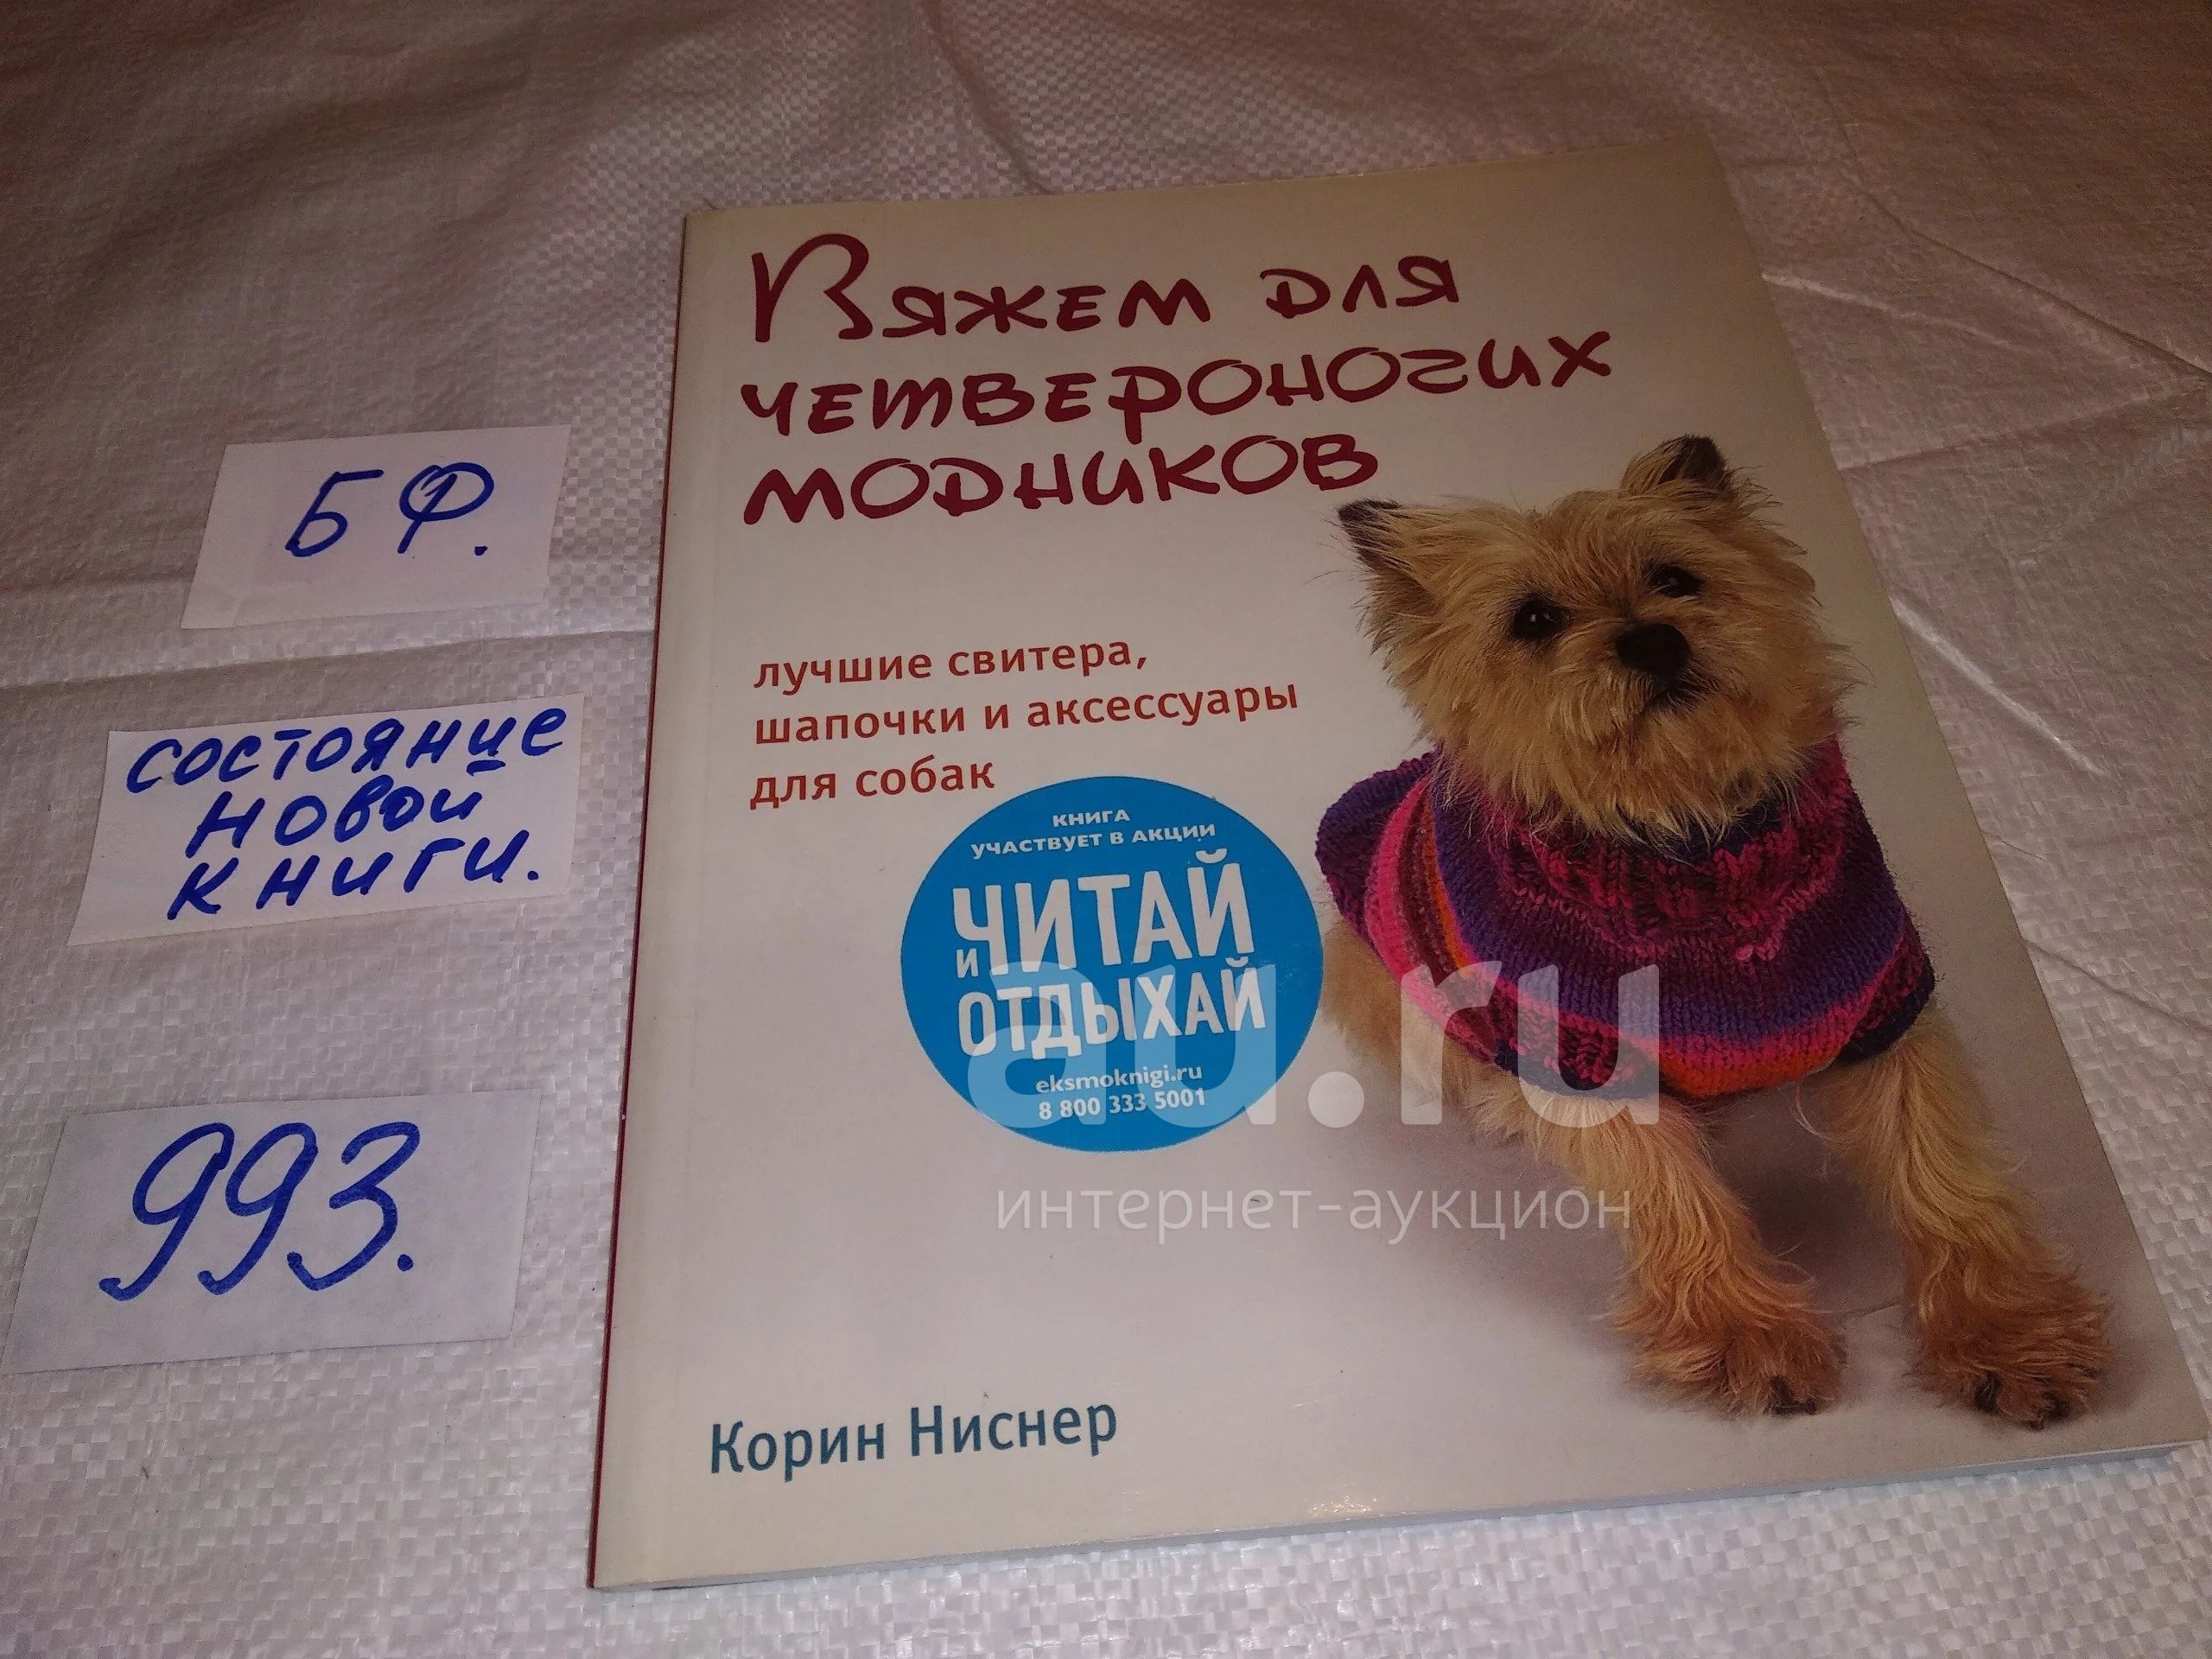 Вяжем для
четвероногих
модников
лучшие свитера,
шапочки и аксессуары
для собак
КНИГА
УЧАСТВУЕТ В АКЦИИ
ЧИТАЙ
И
ОТДЫХАЙ
eksmoknigi.ru
8 800 333 5001
Корин Ниснер
БФ.
состояние
новой
книги.
993.
au.ru
интернет-аукцион